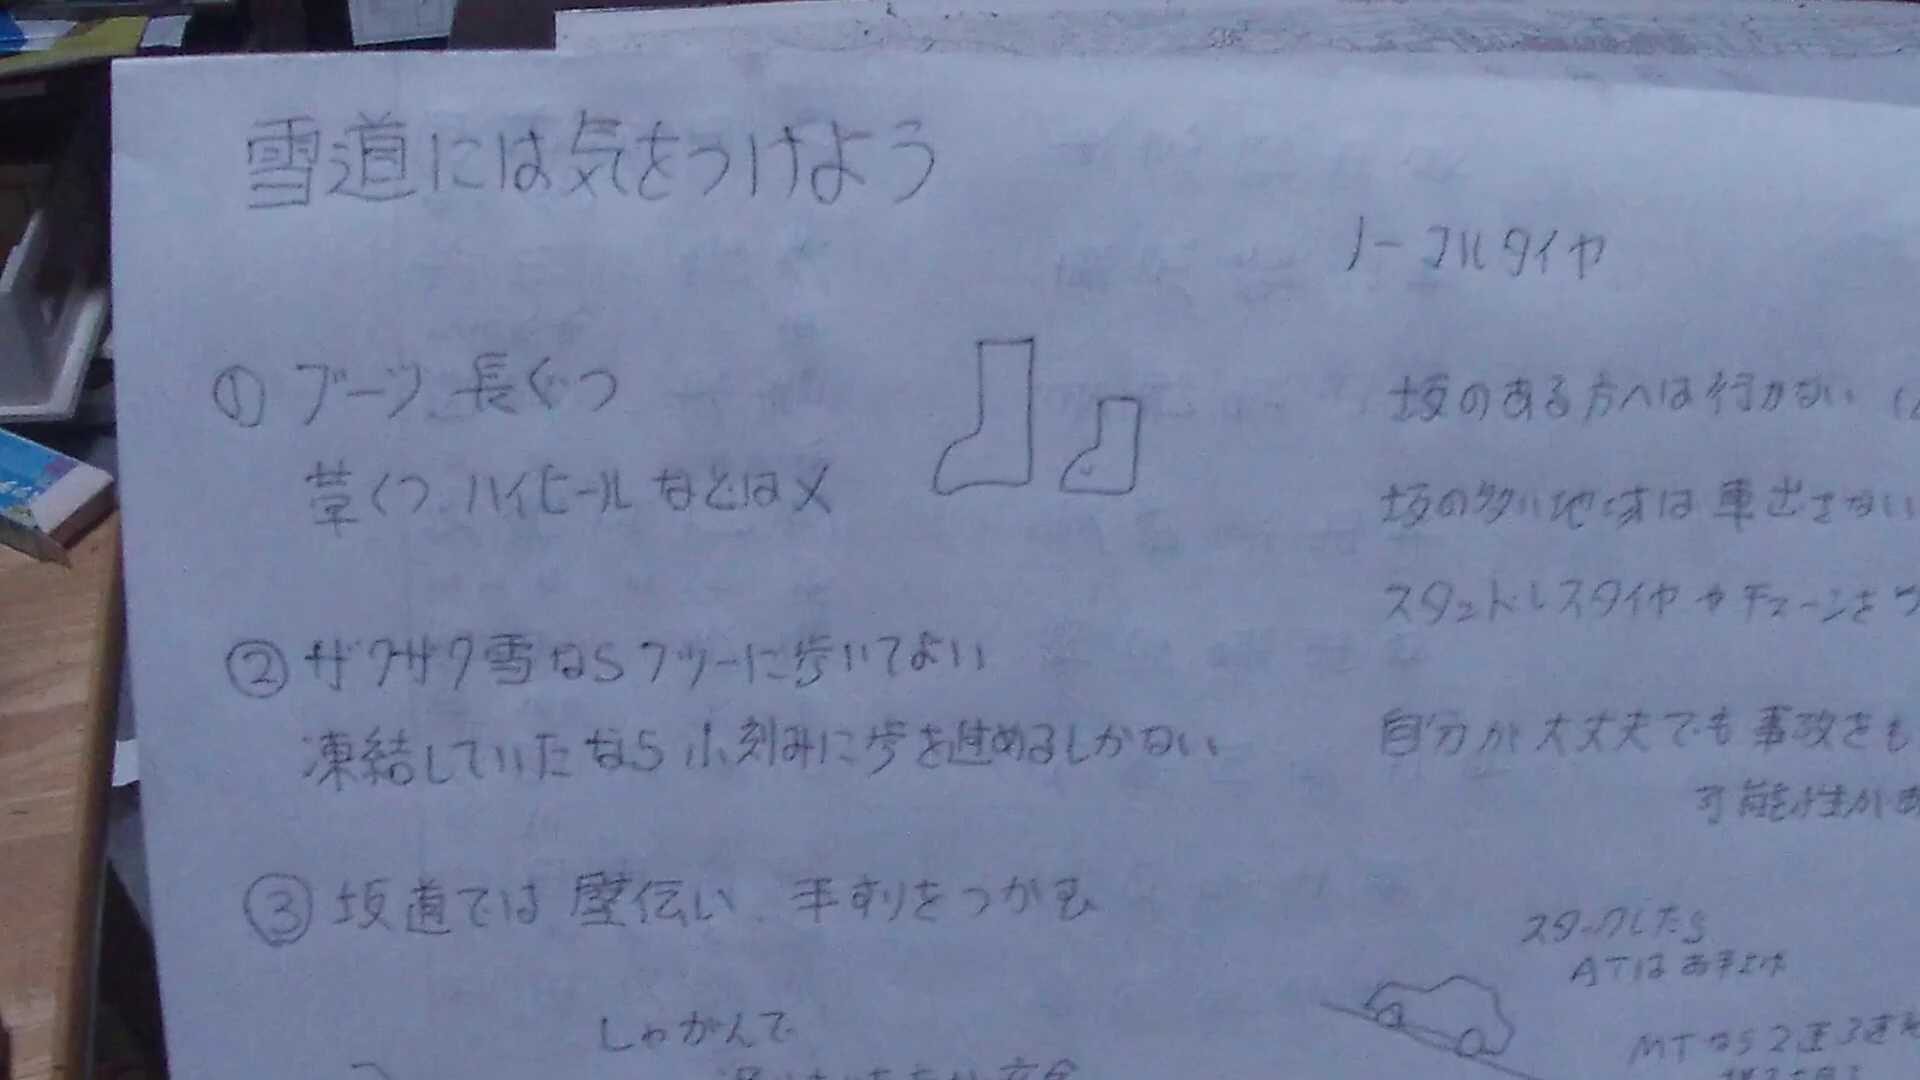 雪道には気をつけよう
① ブーツ 長ぐつ
革くつ ハイヒール などは×
② ザクザク雪ならフツーに歩いてよい
凍結していたなら小刻みに歩を進めるしかない
③ 坂道では 壁伝い、手すりをつかむ
しゃがんで
ノーマルタイヤ
坂のある方へは行かない
坂の多い地域は車出さない
スタッドレスタイヤやチェーンを
自分が大丈夫でも事故をも
可能性が
スタックしたら
ATはお手上げ
MTなら2速3速